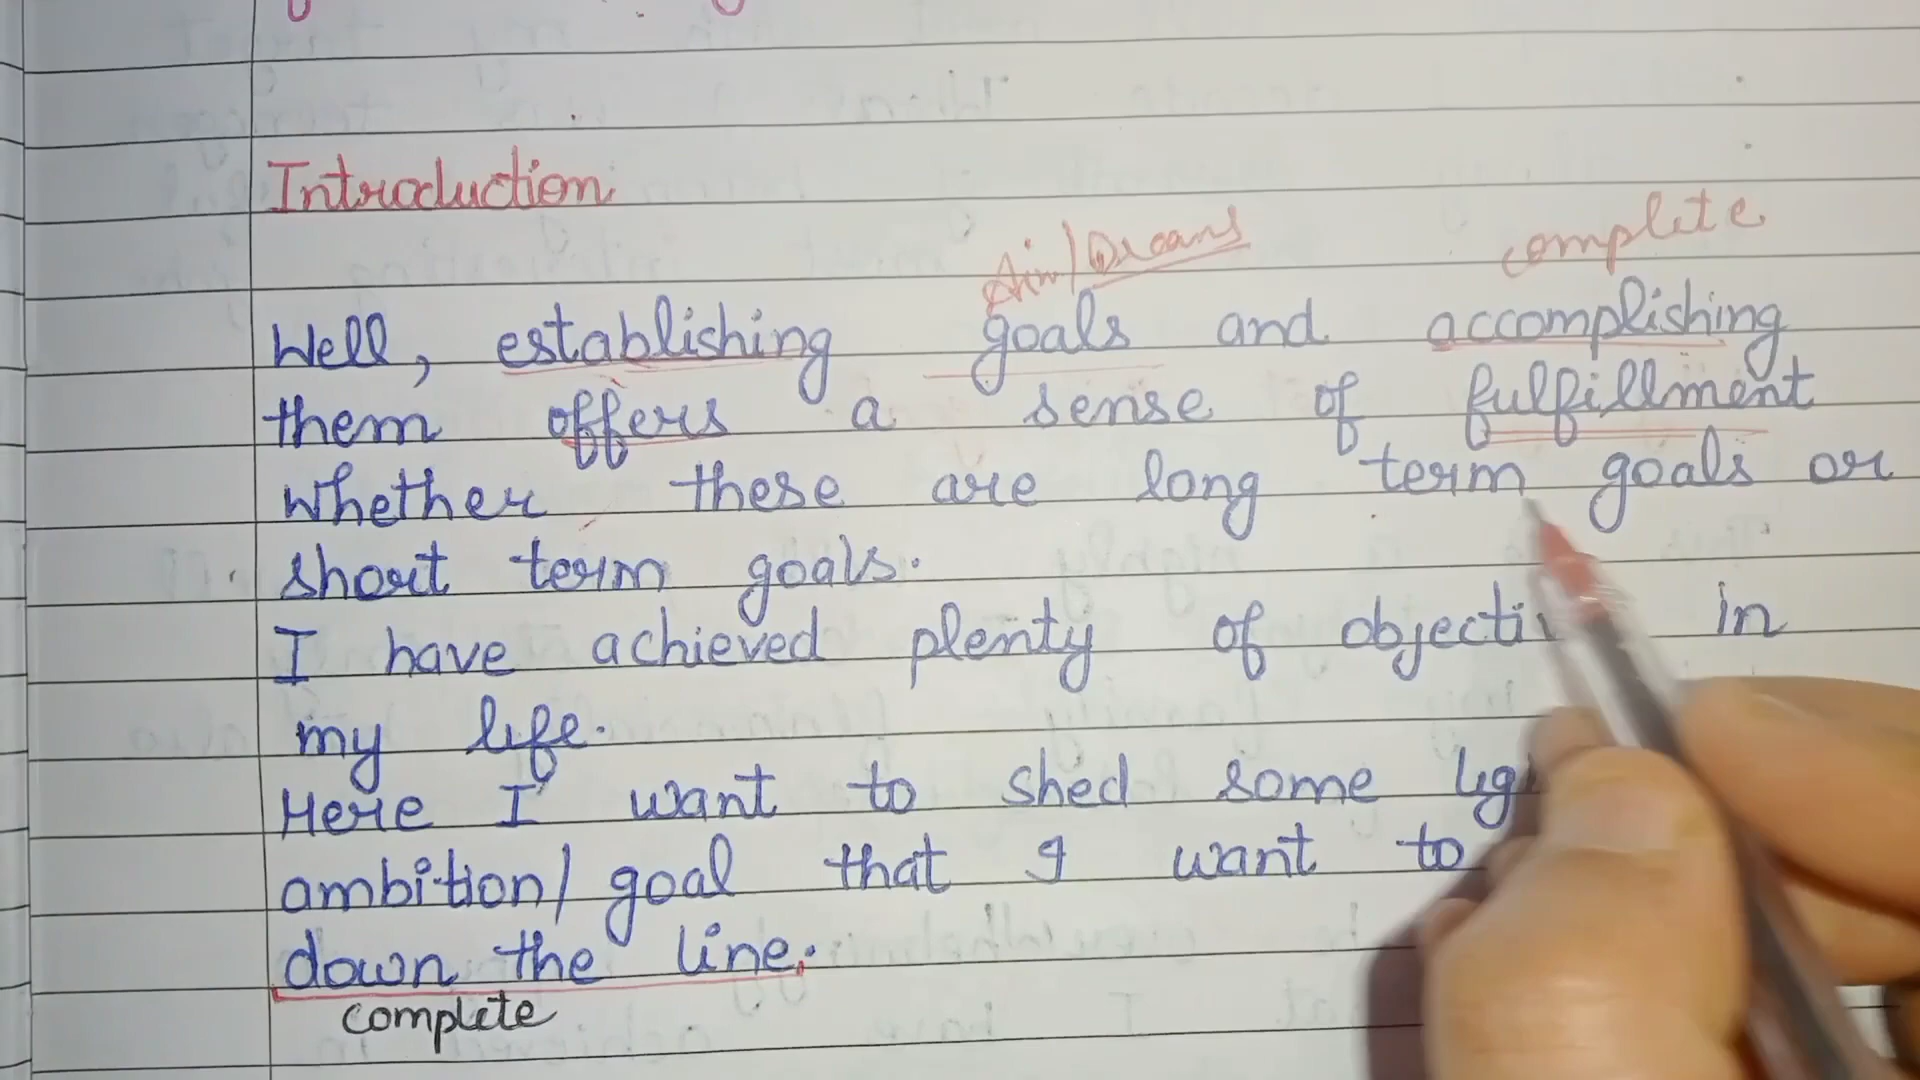 Introduction
Aim/Dreams complete
Well, establishing goals and accomplishing
them offers a sense of fulfillment
whether these are long term goals or
short term goals.
I have achieved plenty of in
my life.
Here I want to shed some
ambition/goal that I want to
down the line.
complete